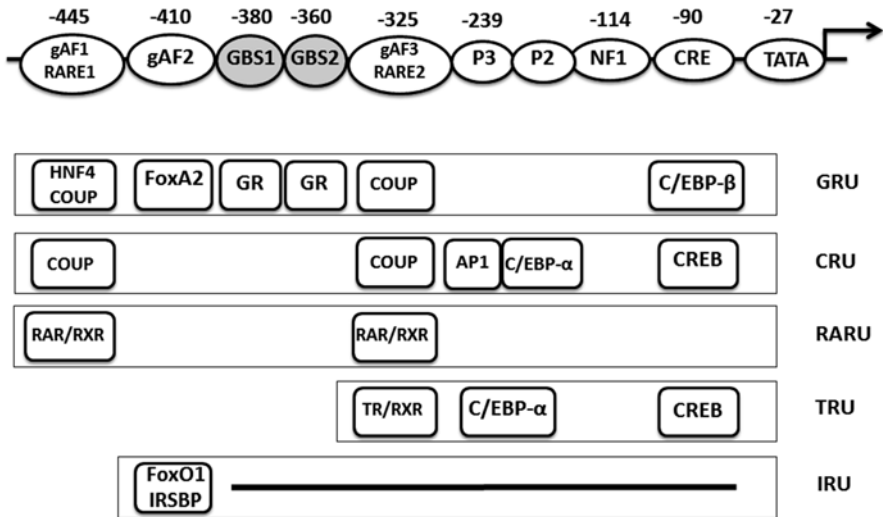 -445 -410 -380 -360 -325 -239 -114 -90 -27
gAF1 RARE1 gAF2 GBS1 GBS2 gAF3 RARE2 P3 P2 NF1 CRE TATA
HNF4 COUP FoxA2 GR GR COUP C/EBP-β GRU
COUP COUP AP1 C/EBP-α CREB CRU
RAR/RXR RAR/RXR RARU
TR/RXR C/EBP-α CREB TRU
FoxO1 IRSBP IRU